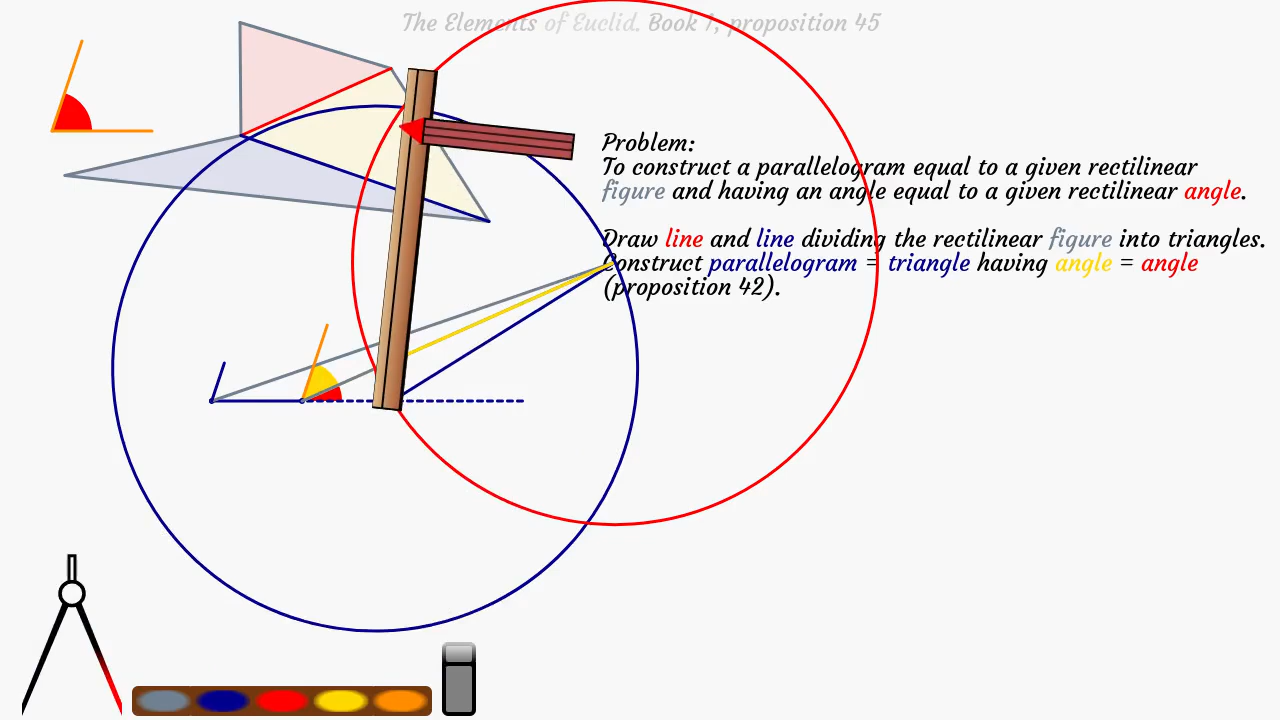 The Elements of Euclid. Book 1, proposition 45
Problem:
To construct a parallelogram equal to a given rectilinear
figure and having an angle equal to a given rectilinear angle.
Draw line and line dividing the rectilinear figure into triangles.
Construct parallelogram = triangle having angle = angle
(proposition 42).